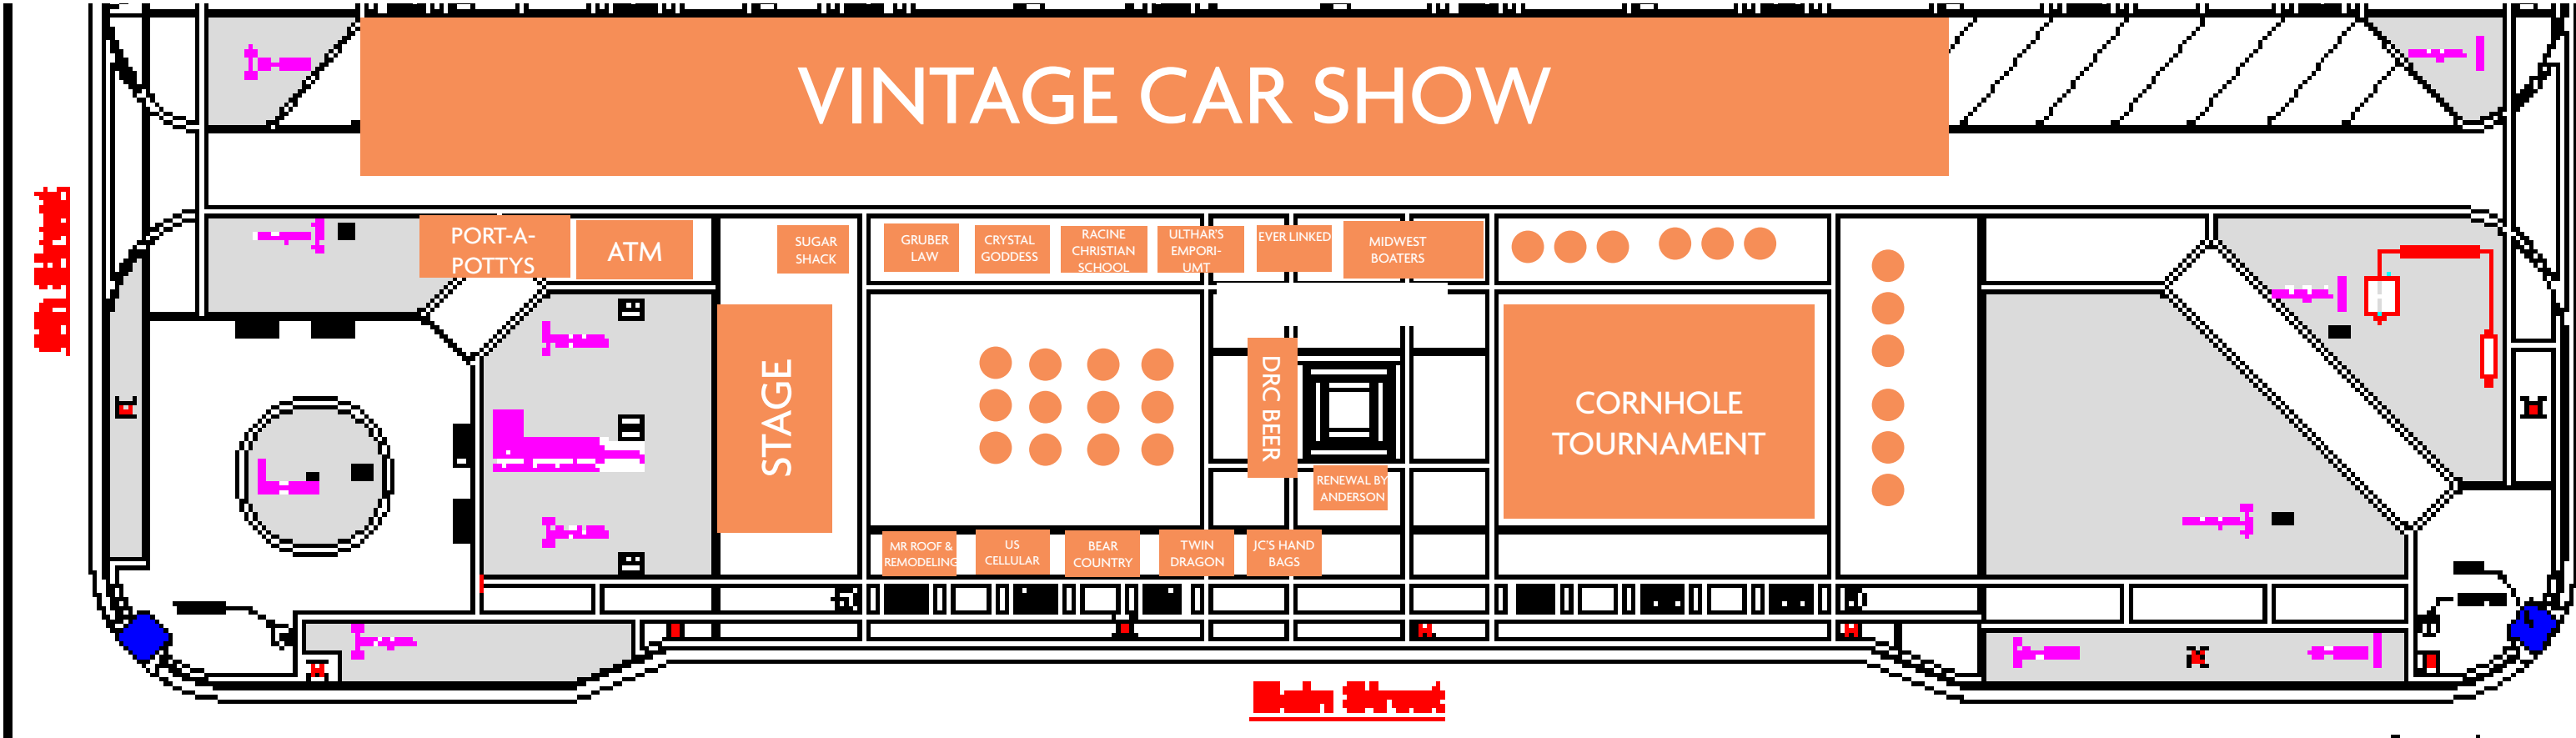 VINTAGE CAR SHOW
PORT-A-
POTTYS
ATM
SUGAR
SHACK
GRUBER
LAW
CRYSTAL
GODDESS
RACINE
CHRISTIAN
SCHOOL
ULTHAR'S
EMPORI-
UMT
EVER LINKED
MIDWEST
BOATERS
STAGE
DRC BEER
CORNHOLE
TOURNAMENT
RENEWAL BY
ANDERSON
MR ROOF &
REMODELING
US
CELLULAR
BEAR
COUNTRY
TWIN
DRAGON
JC'S HAND
BAGS
Main Street